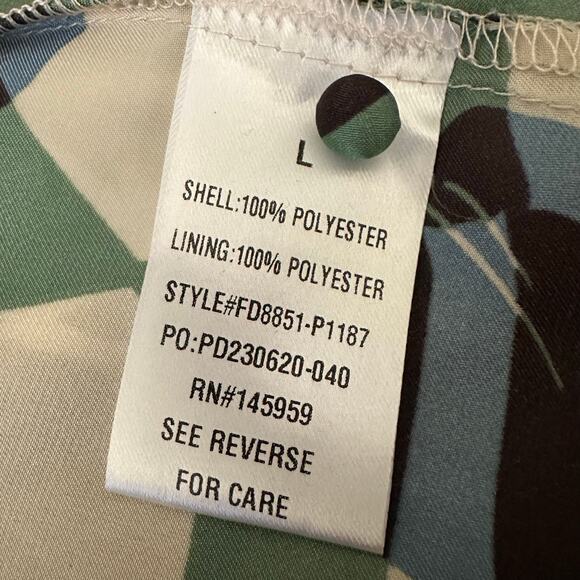 L
SHELL:100% POLYESTER
LINING:100% POLYESTER
STYLE#FD8851-P1187
PO:PD230620-040
RN#145959
SEE REVERSE
FOR CARE